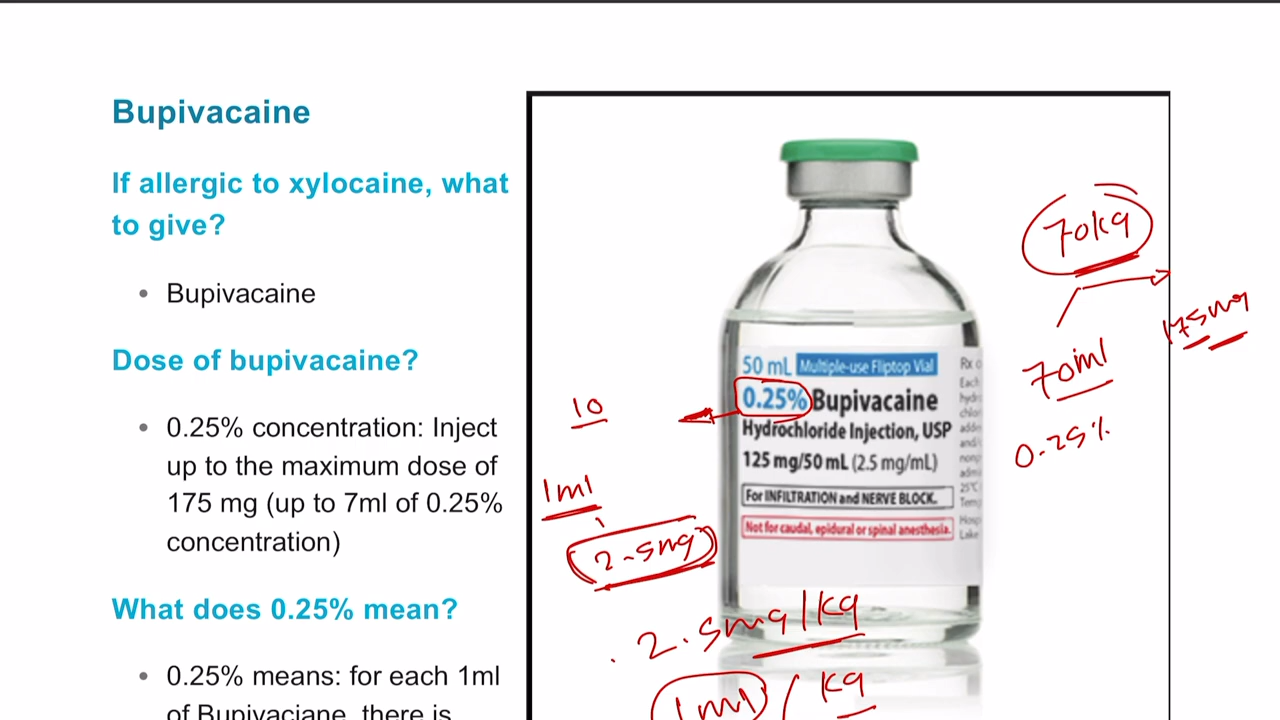 Bupivacaine
If allergic to xylocaine, what
to give?
• Bupivacaine
Dose of bupivacaine?
• 0.25% concentration: Inject
up to the maximum dose of
175 mg (up to 7ml of 0.25%
concentration)
What does 0.25% mean?
• 0.25% means: for each 1ml
of Bupivaciane, there is
50 mL Multiple-use Fliptop Vial
0.25% Bupivacaine
Hydrochloride Injection, USP
125 mg/50 mL (2.5 mg/mL)
For INFILTRATION and NERVE BLOCK.
Not for caudal, epidural or spinal anesthesia.
10
1ml
2.5mg
2.5mg/kg
1ml / kg
70kg
175mg
70ml
0.25%